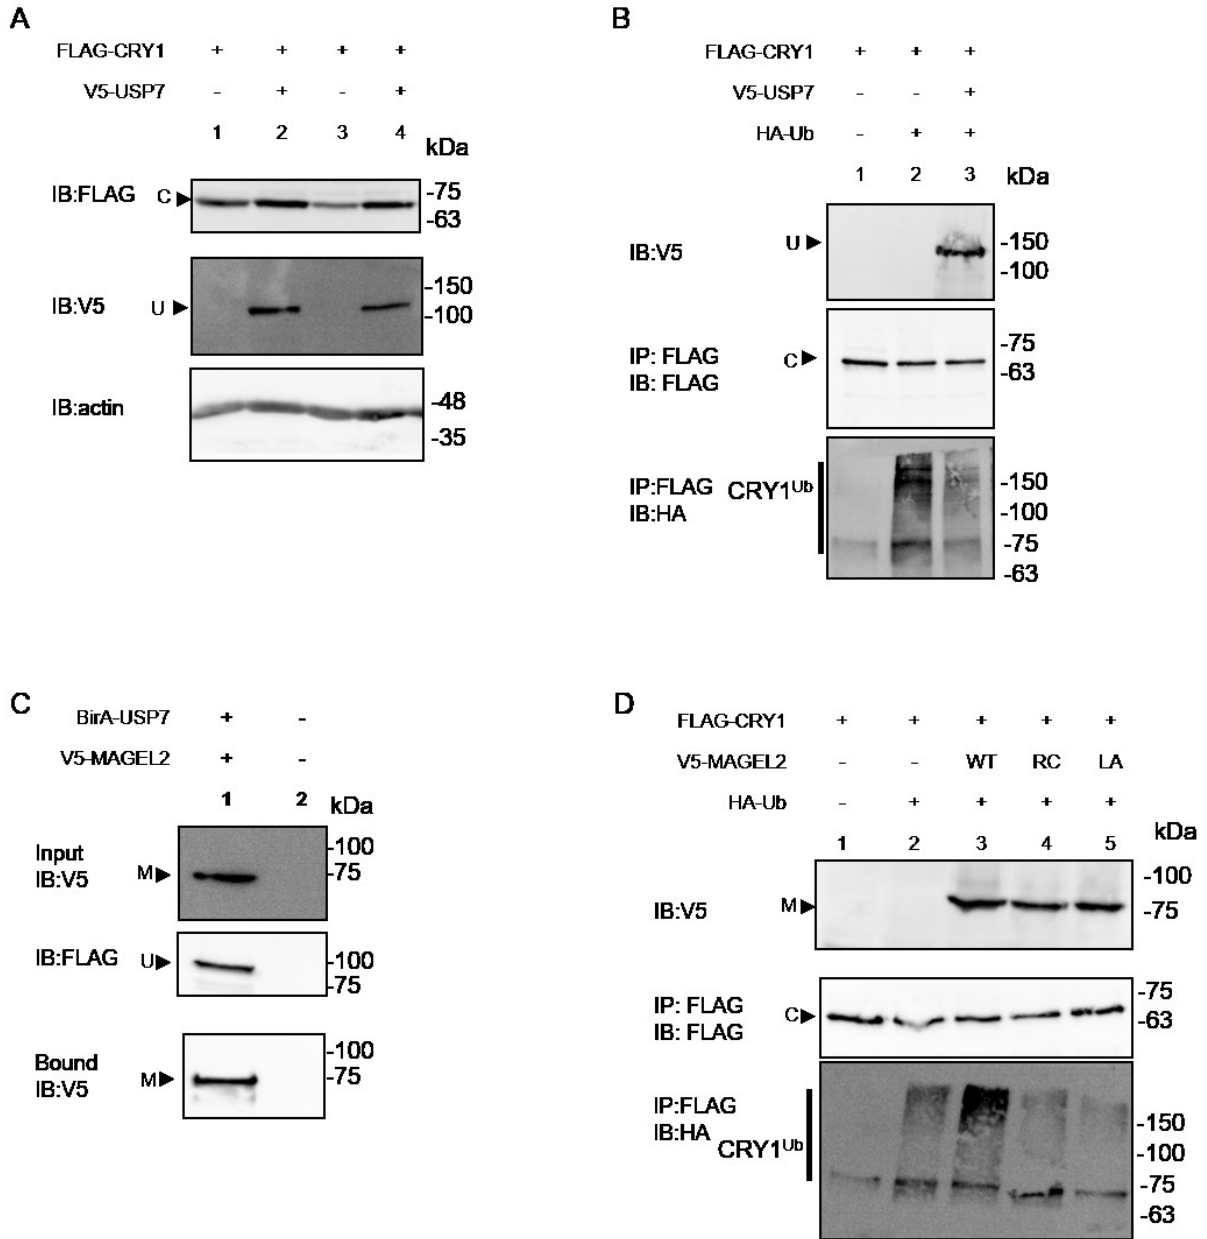 A
FLAG-CRY1 + + + +
V5-USP7 - + - +
1 2 3 4
kDa
IB:FLAG C -75
-63
IB:V5 U -150
-100
IB:actin -48
-35
B
FLAG-CRY1 + + +
V5-USP7 - - +
HA-Ub - + +
1 2 3 kDa
IB:V5 U -150
-100
IP: FLAG C -75
IB: FLAG -63
IP:FLAG CRY1Ub -150
IB:HA -100
-75
-63
C
BirA-USP7 + -
V5-MAGEL2 + -
1 2 kDa
Input -100
IB:V5 M -75
IB:FLAG U -100
-75
Bound -100
IB:V5 M -75
D
FLAG-CRY1 + + + + +
V5-MAGEL2 - - WT RC LA
HA-Ub - + + + +
1 2 3 4 5 kDa
IB:V5 M -100
-75
IP: FLAG C -75
IB: FLAG -63
IP:FLAG -150
IB:HA CRY1Ub -100
-75
-63